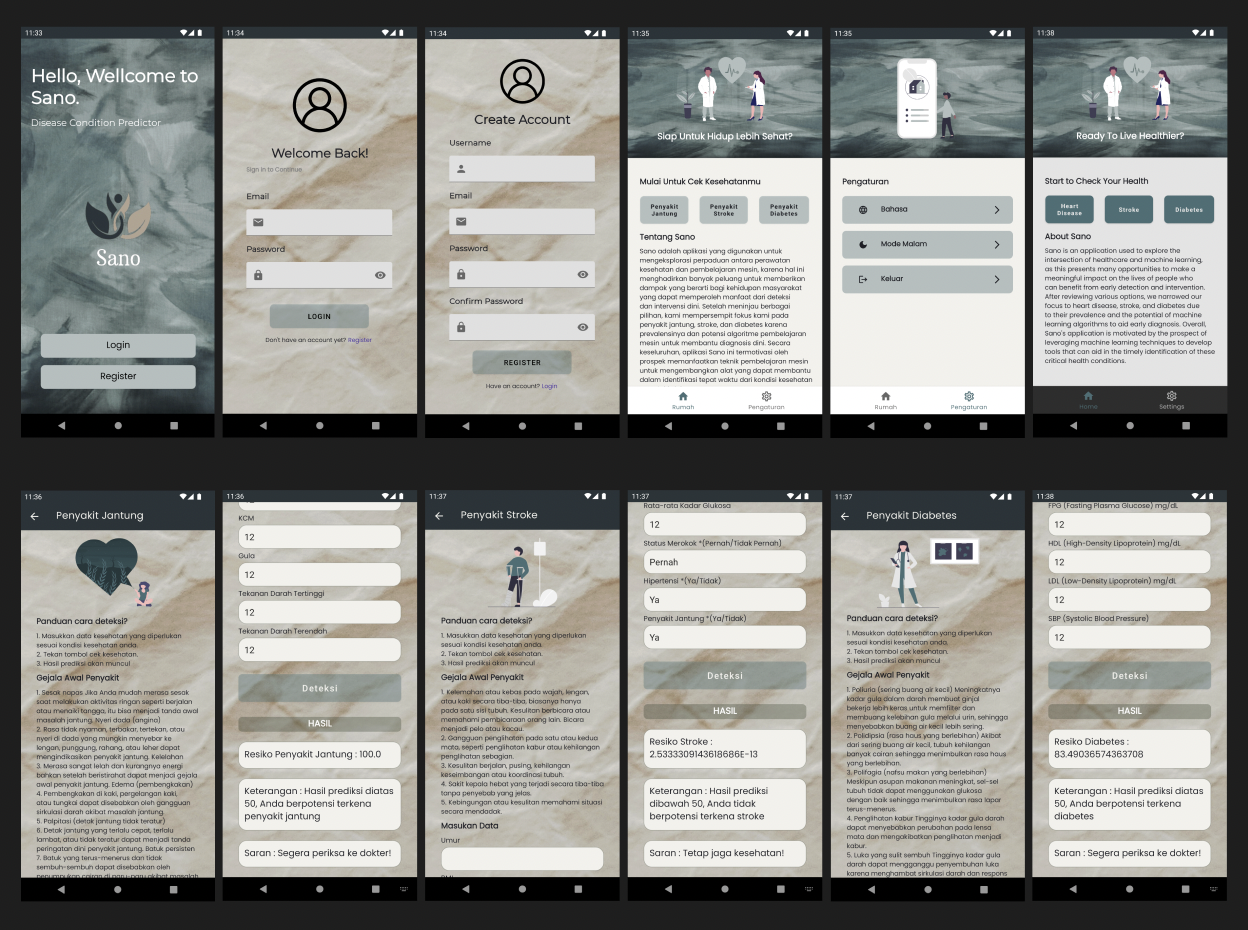 11:33
Hello, Wellcome to
Sano.
Disease Condition Predictor
Sano
Login
Register
11:34
Welcome Back!
Sign in to Continue
Email
Password
LOGIN
Don't have an account yet? Register
11:34
Create Account
Username
Email
Password
Confirm Password
REGISTER
Have an account? Login
11:35
Siap Untuk Hidup Lebih Sehat?
Mulai Untuk Cek Kesehatanmu
Penyakit
Jantung
Penyakit
Stroke
Penyakit
Diabetes
Tentang Sano
Sano adalah aplikasi yang digunakan untuk
mengeksplorasi perpaduan antara perawatan
kesehatan dan pembelajaran mesin, karena hal ini
menghadirkan banyak peluang untuk memberikan
dampak yang berarti bagi kehidupan masyarakat
yang dapat memperoleh manfaat dari deteksi
dan intervensi dini. Setelah meninjau berbagai
pilihan, kami mempersempit fokus kami pada
penyakit jantung, stroke, dan diabetes karena
prevalensinya dan potensi algoritme pembelajaran
mesin untuk membantu diagnosis dini. Secara
keseluruhan, aplikasi Sano ini termotivasi oleh
prospek memanfaatkan teknik pembelajaran mesin
untuk mengembangkan alat yang dapat membantu
dalam identifikasi tepat waktu dari kondisi kesehatan
Rumah
Pengaturan
11:35
Pengaturan
Bahasa
Mode Malam
Keluar
Rumah
Pengaturan
11:38
Ready To Live Healthier?
Start to Check Your Health
Heart
Disease
Stroke
Diabetes
About Sano
Sano is an application used to explore the
intersection of healthcare and machine learning,
as this presents many opportunities to make a
meaningful impact on the lives of people who
can benefit from early detection and intervention.
After reviewing various options, we narrowed our
focus to heart disease, stroke, and diabetes due
to their prevalence and the potential of machine
learning algorithms to aid early diagnosis. Overall,
Sano's application is motivated by the prospect of
leveraging machine learning techniques to develop
tools that can aid in the timely identification of these
critical health conditions.
Home
Settings
11:36
Penyakit Jantung
Panduan cara deteksi?
1. Masukkan data kesehatan yang diperlukan
sesuai kondisi kesehatan anda.
2. Tekan tombol cek kesehatan.
3. Hasil prediksi akan muncul
Gejala Awal Penyakit
1. Sesak napas Jika Anda mudah merasa sesak
saat melakukan aktivitas ringan seperti berjalan
atau menaiki tangga, itu bisa menjadi tanda awal
masalah jantung. Nyeri dada (angina)
2. Rasa tidak nyaman, terbakar, tertekan, atau
nyeri di dada yang mungkin menyebar ke
lengan, punggung, rahang, atau leher dapat
mengindikasikan penyakit jantung. Kelelahan
3. Merasa sangat lelah dan kurangnya energi
bahkan setelah beristirahat dapat menjadi gejala
awal penyakit jantung. Edema (pembengkakan)
4. Pembengkakan di kaki, pergelangan kaki,
atau tungkai dapat disebabkan oleh gangguan
sirkulasi darah akibat masalah jantung.
5. Palpitasi (detak jantung tidak teratur)
6. Detak jantung yang terlalu cepat, terlalu
lambat, atau tidak teratur dapat menjadi tanda
peringatan dini penyakit jantung. Batuk persisten
7. Batuk yang terus-menerus dan tidak
sembuh-sembuh dapat disebabkan oleh
penumpukan cairan di paru-paru akibat masalah
11:36
KCM
12
Gula
12
Tekanan Darah Tertinggi
12
Tekanan Darah Terendah
12
Deteksi
HASIL
Resiko Penyakit Jantung : 100.0
Keterangan : Hasil prediksi diatas
50, Anda berpotensi terkena
penyakit jantung
Saran : Segera periksa ke dokter!
11:37
Penyakit Stroke
Panduan cara deteksi?
1. Masukkan data kesehatan yang diperlukan
sesuai kondisi kesehatan anda.
2. Tekan tombol cek kesehatan.
3. Hasil prediksi akan muncul
Gejala Awal Penyakit
1. Kelemahan atau kebas pada wajah, lengan,
atau kaki secara tiba-tiba, biasanya hanya
pada satu sisi tubuh. Kesulitan berbicara atau
memahami pembicaraan orang lain. Bicara
menjadi pelo atau kacau.
2. Gangguan penglihatan pada satu atau kedua
mata, seperti penglihatan kabur atau kehilangan
penglihatan sebagian.
3. Kesulitan berjalan, pusing, kehilangan
keseimbangan atau koordinasi tubuh.
4. Sakit kepala hebat yang terjadi secara tiba-tiba
tanpa penyebab yang jelas.
5. Kebingungan atau kesulitan memahami situasi
secara mendadak.
Masukan Data
Umur
11:37
Rata-rata Kadar Glukosa
12
Status Merokok *(Pernah/Tidak Pernah)
Pernah
Hipertensi *(Ya/Tidak)
Ya
Penyakit Jantung *(Ya/Tidak)
Ya
Deteksi
HASIL
Resiko Stroke :
2.5333309143618686E-13
Keterangan : Hasil prediksi
dibawah 50, Anda tidak
berpotensi terkena stroke
Saran : Tetap jaga kesehatan!
11:37
Penyakit Diabetes
Panduan cara deteksi?
1. Masukkan data kesehatan yang diperlukan
sesuai kondisi kesehatan anda.
2. Tekan tombol cek kesehatan.
3. Hasil prediksi akan muncul
Gejala Awal Penyakit
1. Poliuria (sering buang air kecil) Meningkatnya
kadar gula dalam darah membuat ginjal
bekerja lebih keras untuk memfilter dan
membuang kelebihan gula melalui urin, sehingga
menyebabkan buang air kecil lebih sering.
2. Polidipsia (rasa haus yang berlebihan) Akibat
dari sering buang air kecil, tubuh kehilangan
banyak cairan sehingga menimbulkan rasa haus
yang berlebihan.
3. Polifagia (nafsu makan yang berlebihan)
Meskipun asupan makanan meningkat, sel-sel
tubuh tidak dapat menggunakan glukosa
dengan baik sehingga menimbulkan rasa lapar
terus-menerus.
4. Penglihatan kabur Tingginya kadar gula darah
dapat menyebabkan perubahan pada lensa
mata dan mengakibatkan penglihatan menjadi
kabur.
5. Luka yang sulit sembuh Tingginya kadar gula
darah dapat mengganggu penyembuhan luka
karena menghambat sirkulasi darah dan respons
11:38
FPG (Fasting Plasma Glucose) mg/dL
12
HDL (High-Density Lipoprotein) mg/dL
12
LDL (Low-Density Lipoprotein) mg/dL
12
SBP (Systolic Blood Pressure)
12
Deteksi
HASIL
Resiko Diabetes :
83.49036574363708
Keterangan : Hasil prediksi diatas
50, Anda berpotensi terkena
diabetes
Saran : Segera periksa ke dokter!